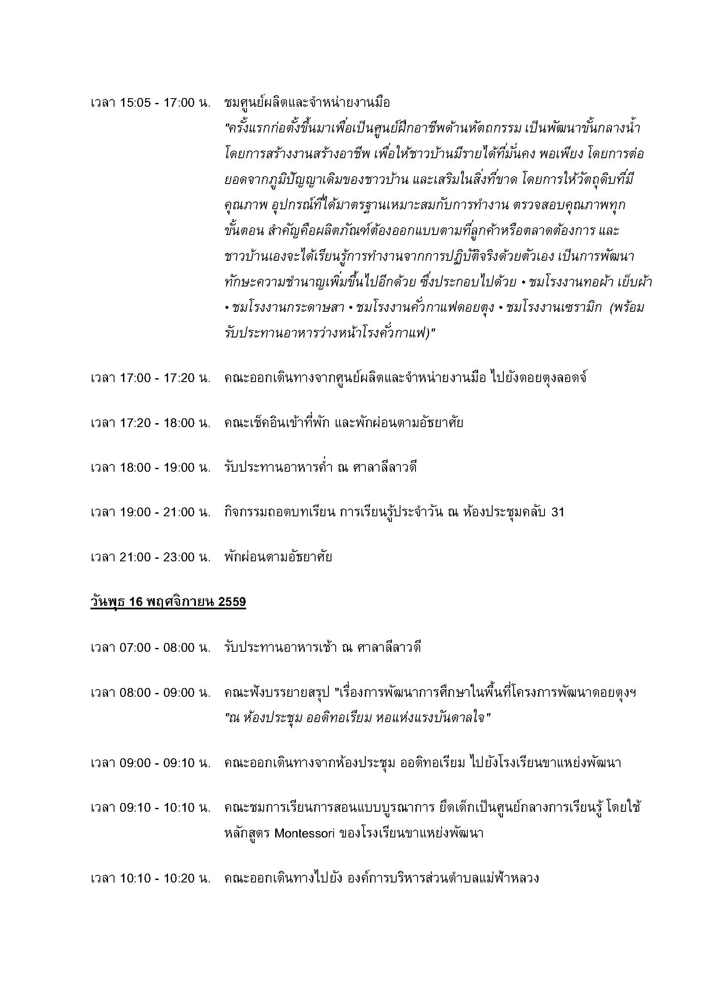 เวลา 15:05 - 17:00 น. ชมศูนย์ผลิตและจำหน่ายงานมือ
"ครั้งแรกก่อตั้งขึ้นมาเพื่อเป็นศูนย์ฝึกอาชีพด้านหัตถกรรม เป็นพัฒนาขั้นกลางน้ำ
โดยการสร้างงานสร้างอาชีพ เพื่อให้ชาวบ้านมีรายได้ที่มั่นคง พอเพียง โดยการต่อ
ยอดจากภูมิปัญญาเดิมของชาวบ้าน และเสริมในสิ่งที่ขาด โดยการให้วัตถุดิบที่มี
คุณภาพ อุปกรณ์ที่ได้มาตรฐานเหมาะสมกับการทำงาน ตรวจสอบคุณภาพทุก
ขั้นตอน สำคัญคือผลิตภัณฑ์ต้องออกแบบตามที่ลูกค้าหรือตลาดต้องการ และ
ชาวบ้านเองจะได้เรียนรู้การทำงานจากการปฏิบัติจริงด้วยตัวเอง เป็นการพัฒนา
ทักษะความชำนาญเพิ่มขึ้นไปอีกด้วย ซึ่งประกอบไปด้วย • ชมโรงงานทอผ้า เย็บผ้า
• ชมโรงงานกระดาษสา • ชมโรงงานคั่วกาแฟดอยตุง • ชมโรงงานเซรามิก (พร้อม
รับประทานอาหารว่างหน้าโรงคั่วกาแฟ)"
เวลา 17:00 - 17:20 น. คณะออกเดินทางจากศูนย์ผลิตและจำหน่ายงานมือ ไปยังดอยตุงลอดจ์
เวลา 17:20 - 18:00 น. คณะเช็คอินเข้าที่พัก และพักผ่อนตามอัธยาศัย
เวลา 18:00 - 19:00 น. รับประทานอาหารค่ำ ณ ศาลาลีลาวดี
เวลา 19:00 - 21:00 น. กิจกรรมถอดบทเรียน การเรียนรู้ประจำวัน ณ ห้องประชุมคลับ 31
เวลา 21:00 - 23:00 น. พักผ่อนตามอัธยาศัย
วันพุธ 16 พฤศจิกายน 2559
เวลา 07:00 - 08:00 น. รับประทานอาหารเช้า ณ ศาลาลีลาวดี
เวลา 08:00 - 09:00 น. คณะฟังบรรยายสรุป "เรื่องการพัฒนาการศึกษาในพื้นที่โครงการพัฒนาดอยตุงฯ
"ณ ห้องประชุม ออดิทอเรียม หอแห่งแรงบันดาลใจ"
เวลา 09:00 - 09:10 น. คณะออกเดินทางจากห้องประชุม ออดิทอเรียม ไปยังโรงเรียนขาแหย่งพัฒนา
เวลา 09:10 - 10:10 น. คณะชมการเรียนการสอนแบบบูรณาการ ยึดเด็กเป็นศูนย์กลางการเรียนรู้ โดยใช้
หลักสูตร Montessori ของโรงเรียนขาแหย่งพัฒนา
เวลา 10:10 - 10:20 น. คณะออกเดินทางไปยัง องค์การบริหารส่วนตำบลแม่ฟ้าหลวง